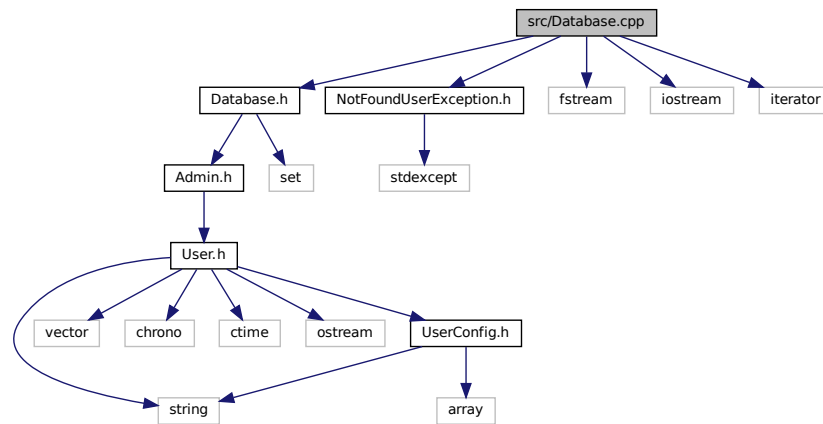 src/Database.cpp
Database.h
NotFoundUserException.h
fstream
iostream
iterator
Admin.h
set
stdexcept
User.h
vector
chrono
ctime
ostream
UserConfig.h
string
array